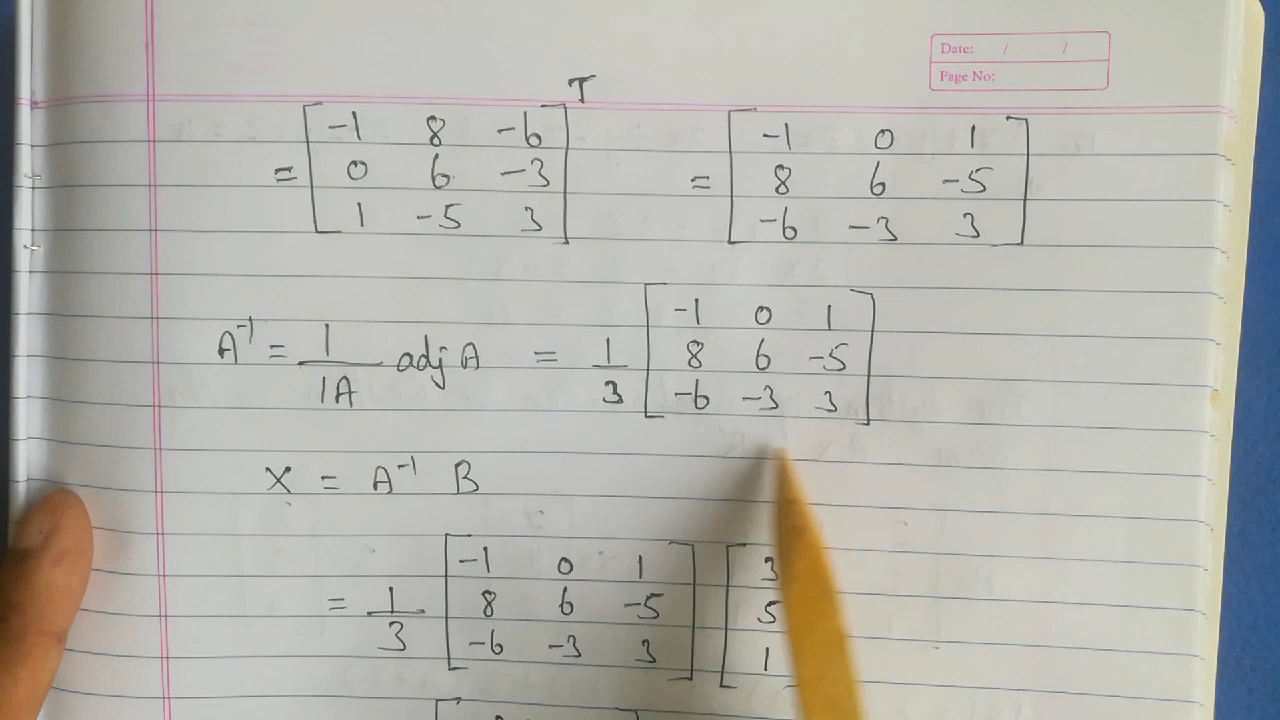 Date: / /
Page No:
= [-1 8 -6]ᵀ = [-1 0 1]
[0 6 -3] [8 6 -5]
[1 -5 3] [-6 -3 3]
A⁻¹ = 1/|A adj A = 1/3 [-1 0 1]
[8 6 -5]
[-6 -3 3]
X = A⁻¹ B
= 1/3 [-1 0 1] [3
[8 6 -5] [5
[-6 -3 3] [1